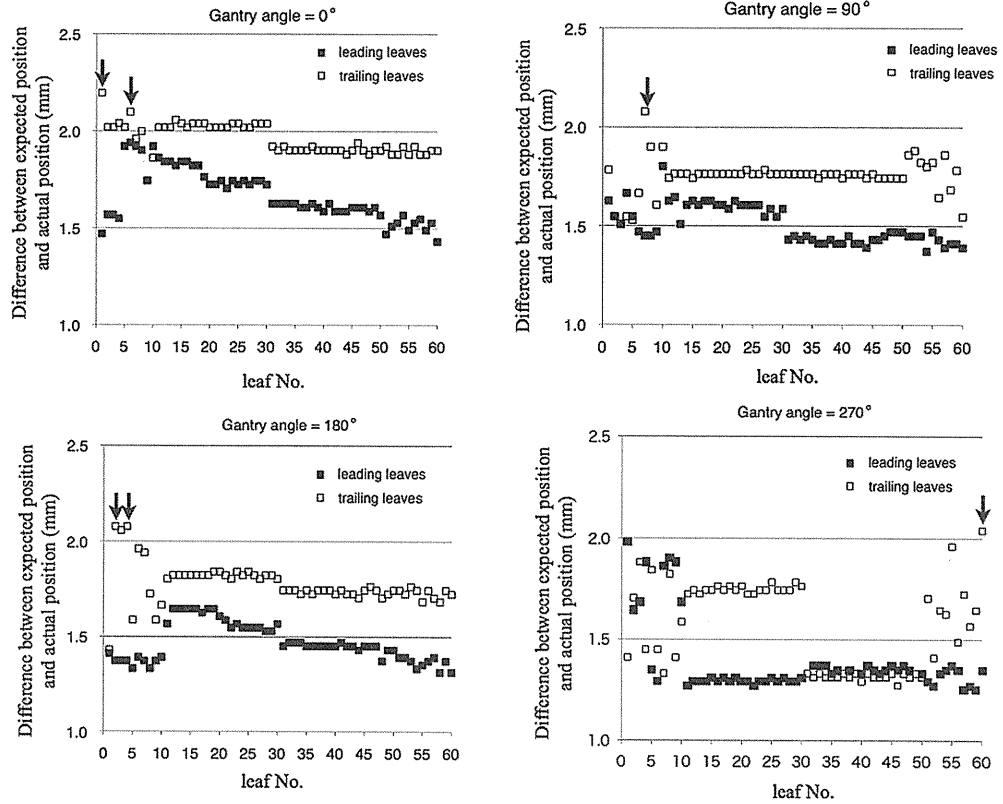 Gantry angle = 0°
Difference between expected position
and actual position (mm)
2.5
2.0
1.5
1.0
leading leaves
trailing leaves
0 5 10 15 20 25 30 35 40 45 50 55 60
leaf No.
Gantry angle = 90°
Difference between expected position
and actual position (mm)
2.5
2.0
1.5
1.0
leading leaves
trailing leaves
0 5 10 15 20 25 30 35 40 45 50 55 60
leaf No.
Gantry angle = 180°
Difference between expected position
and actual position (mm)
2.5
2.0
1.5
1.0
leading leaves
trailing leaves
0 5 10 15 20 25 30 35 40 45 50 55 60
leaf No.
Gantry angle = 270°
Difference between expected position
and actual position (mm)
2.5
2.0
1.5
1.0
leading leaves
trailing leaves
0 5 10 15 20 25 30 35 40 45 50 55 60
leaf No.